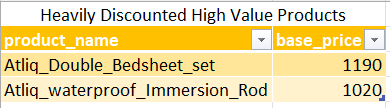 Heavily Discounted High Value Products
product_name base_price
Atliq_Double_Bedsheet_set 1190
Atliq_waterproof_Immersion_Rod 1020